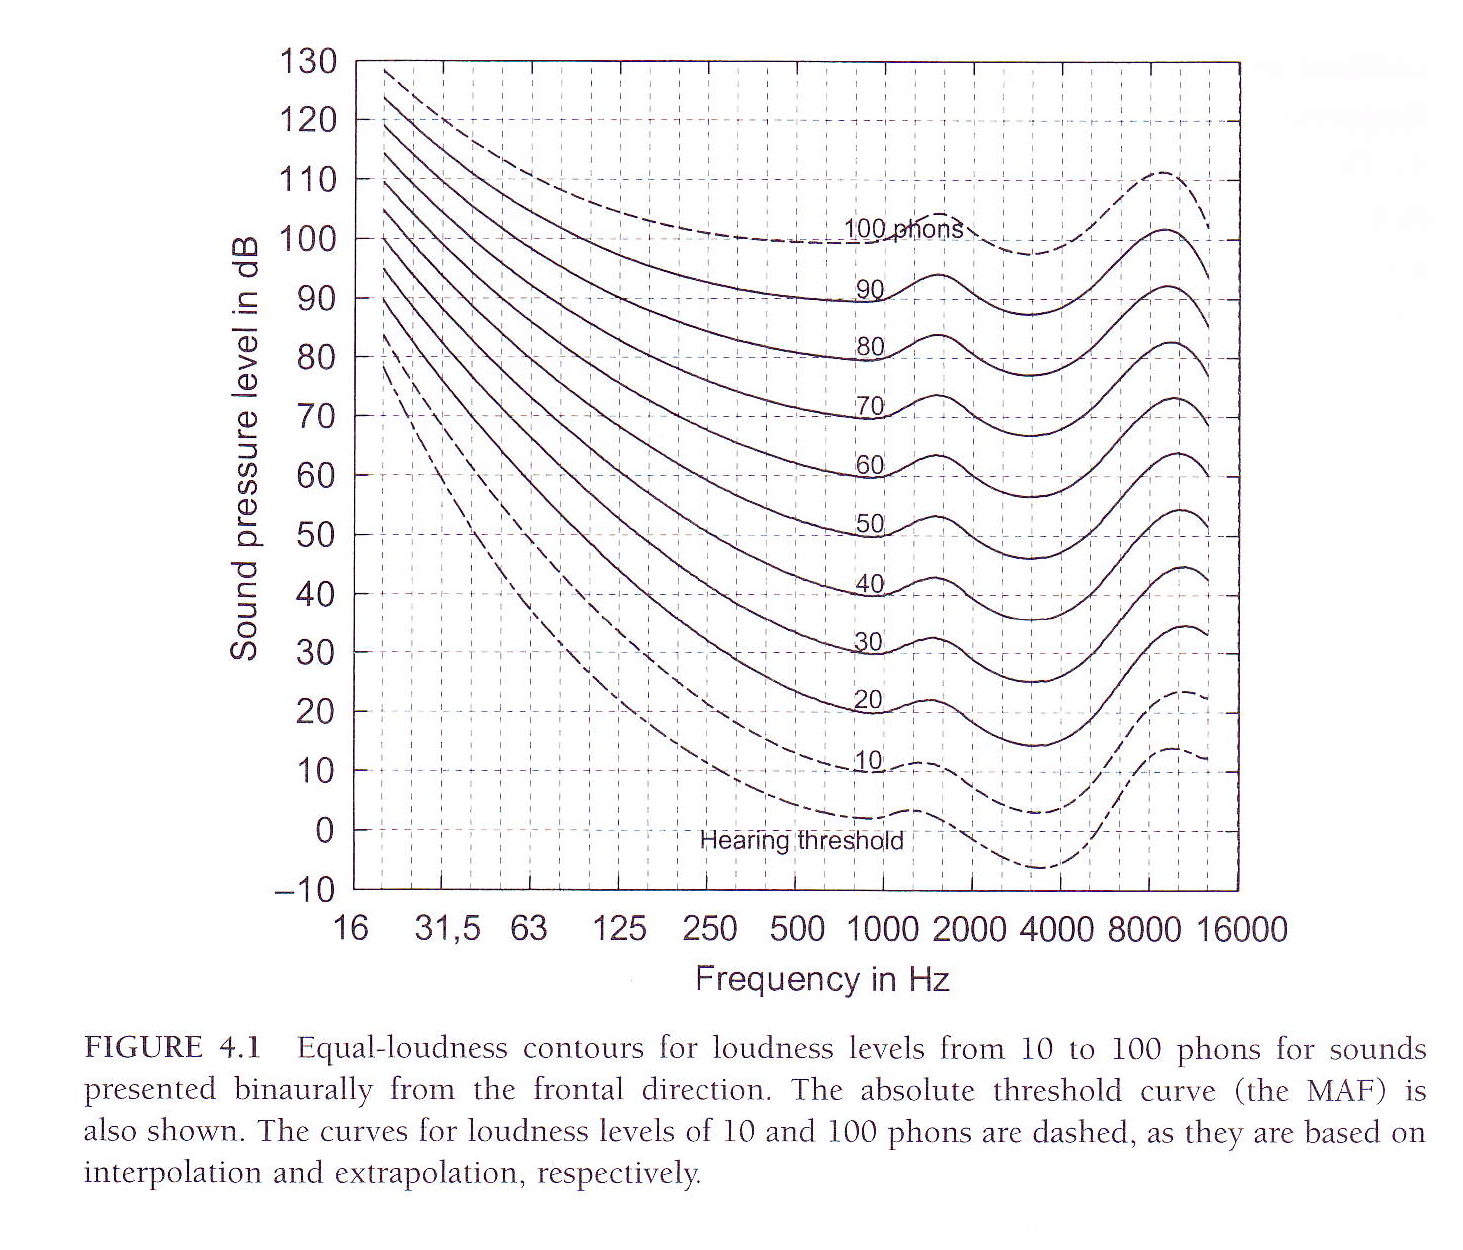 130
120
110
100
90
80
70
60
50
40
30
20
10
0
–10
Sound pressure level in dB
100 phons
90
80
70
60
50
40
30
20
10
Hearing threshold
16 31,5 63 125 250 500 1000 2000 4000 8000 16000
Frequency in Hz
FIGURE 4.1 Equal-loudness contours for loudness levels from 10 to 100 phons for sounds
presented binaurally from the frontal direction. The absolute threshold curve (the MAF) is
also shown. The curves for loudness levels of 10 and 100 phons are dashed, as they are based on
interpolation and extrapolation, respectively.